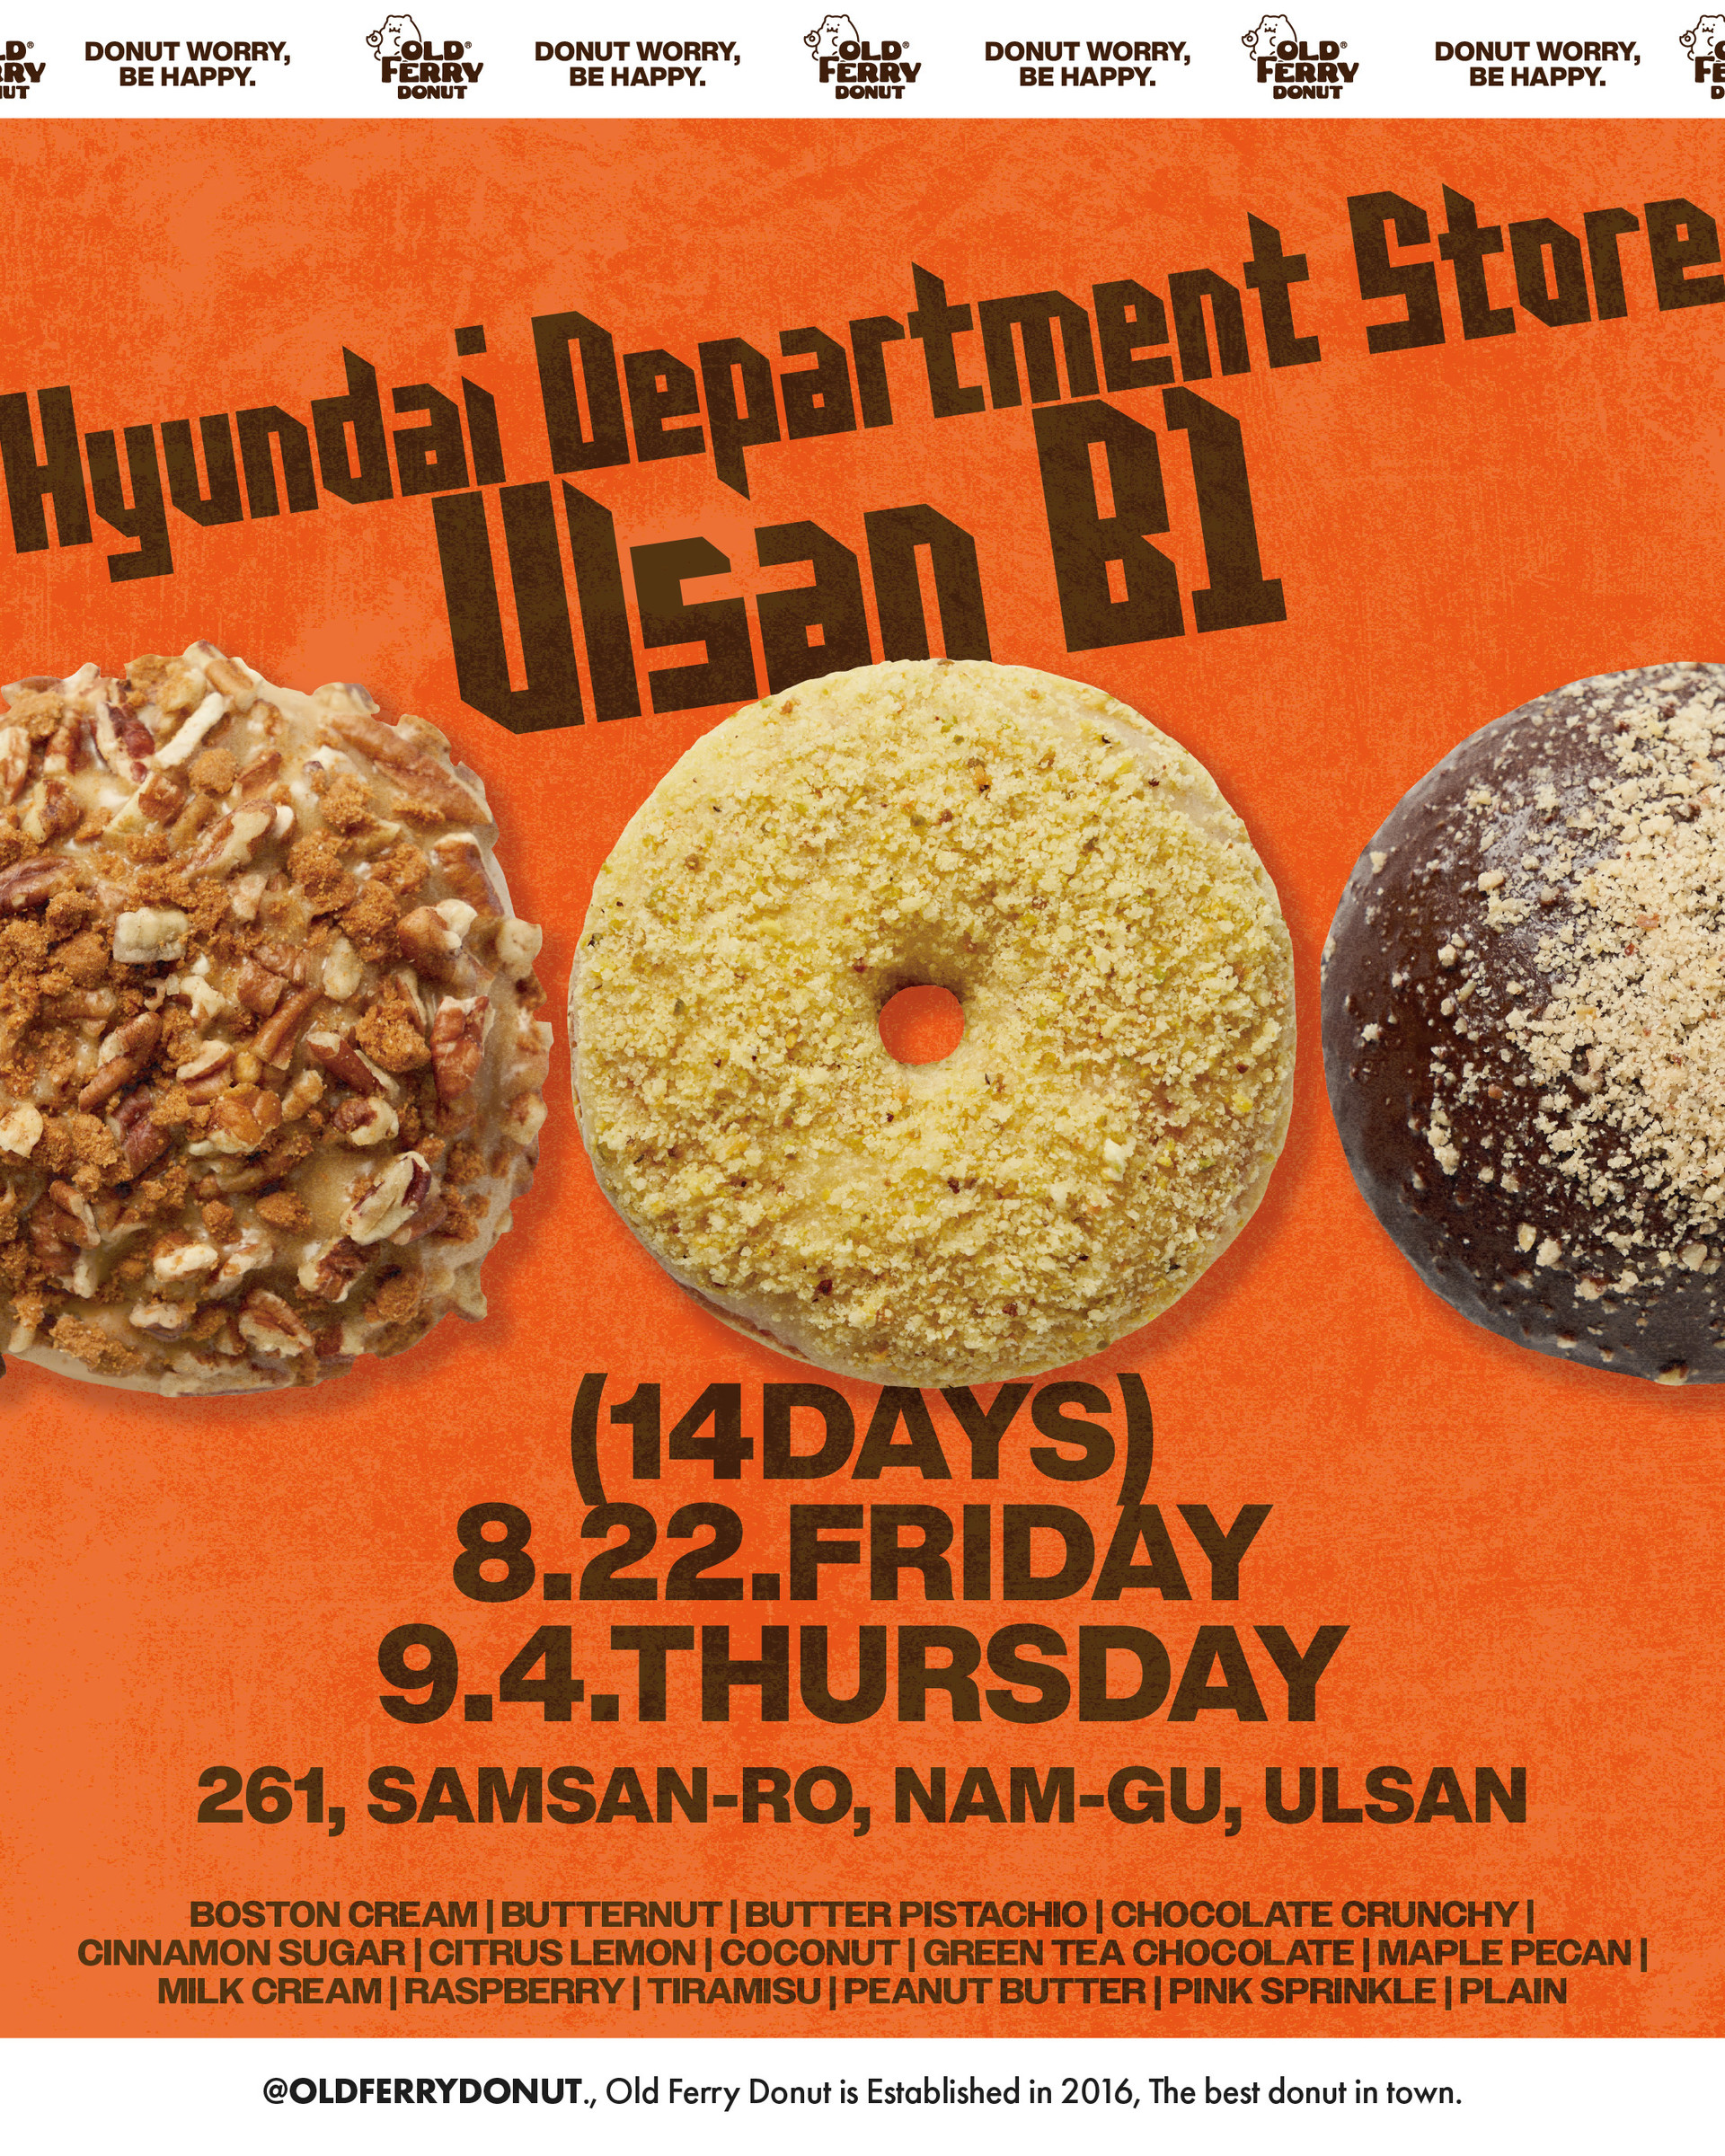 DONUT WORRY,
BE HAPPY.
OLD®
FERRY
DONUT
DONUT WORRY,
BE HAPPY.
OLD®
FERRY
DONUT
DONUT WORRY,
BE HAPPY.
OLD®
FERRY
DONUT
DONUT WORRY,
BE HAPPY.
Hyundai Department Store
Ulsan B1
(14DAYS)
8.22.FRIDAY
9.4.THURSDAY
261, SAMSAN-RO, NAM-GU, ULSAN
BOSTON CREAM | BUTTERNUT | BUTTER PISTACHIO | CHOCOLATE CRUNCHY |
CINNAMON SUGAR | CITRUS LEMON | COCONUT | GREEN TEA CHOCOLATE | MAPLE PECAN |
MILK CREAM | RASPBERRY | TIRAMISU | PEANUT BUTTER | PINK SPRINKLE | PLAIN
@OLDFERRYDONUT., Old Ferry Donut is Established in 2016, The best donut in town.